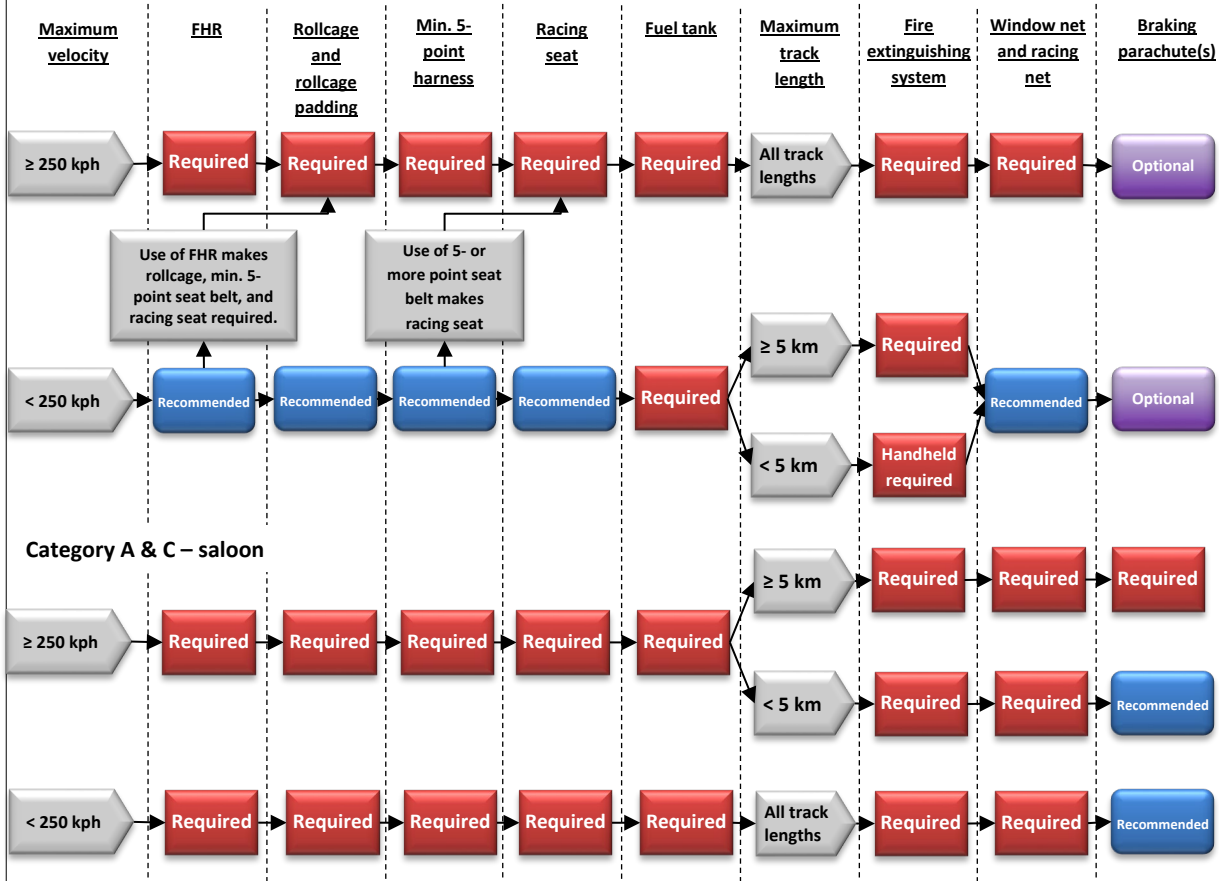 Maximum
velocity
FHR
Rollcage
and
rollcage
padding
Min. 5-
point
harness
Racing
seat
Fuel tank
Maximum
track
length
Fire
extinguishing
system
Window net
and racing
net
Braking
parachute(s)
≥ 250 kph
Required
Required
Required
Required
Required
All track
lengths
Required
Required
Optional
Use of FHR makes
rollcage, min. 5-
point seat belt, and
racing seat required.
Use of 5- or
more point seat
belt makes
racing seat
≥ 5 km
Required
< 250 kph
Recommended
Recommended
Recommended
Recommended
Required
Recommended
Optional
< 5 km
Handheld
required
Category A & C – saloon
≥ 5 km
Required
Required
Required
≥ 250 kph
Required
Required
Required
Required
Required
< 5 km
Required
Required
Recommended
< 250 kph
Required
Required
Required
Required
Required
All track
lengths
Required
Required
Recommended